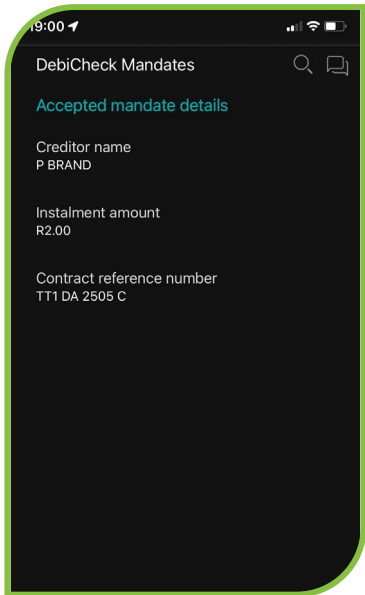 19:00
DebiCheck Mandates
Accepted mandate details
Creditor name
P BRAND
Instalment amount
R2.00
Contract reference number
TT1 DA 2505 C